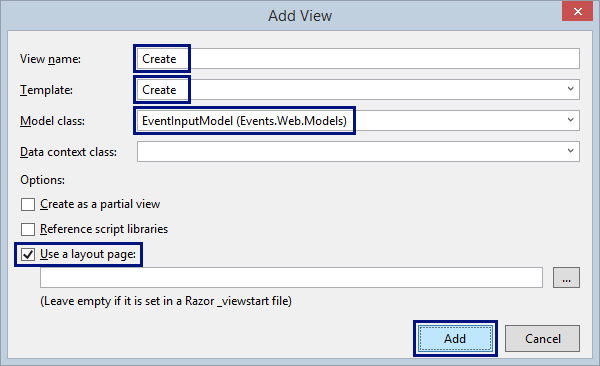 Add View
View name: Create
Template: Create
Model class: EventInputModel (Events.Web.Models)
Data context class:
Options:
Create as a partial view
Reference script libraries
Use a layout page:
...
(Leave empty if it is set in a Razor _viewstart file)
Add Cancel